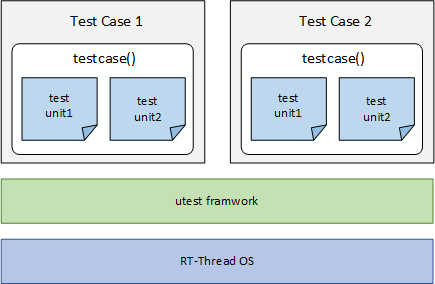 Test Case 1
testcase()
test
unit1
test
unit2
Test Case 2
testcase()
test
unit1
test
unit2
utest framwork
RT-Thread OS